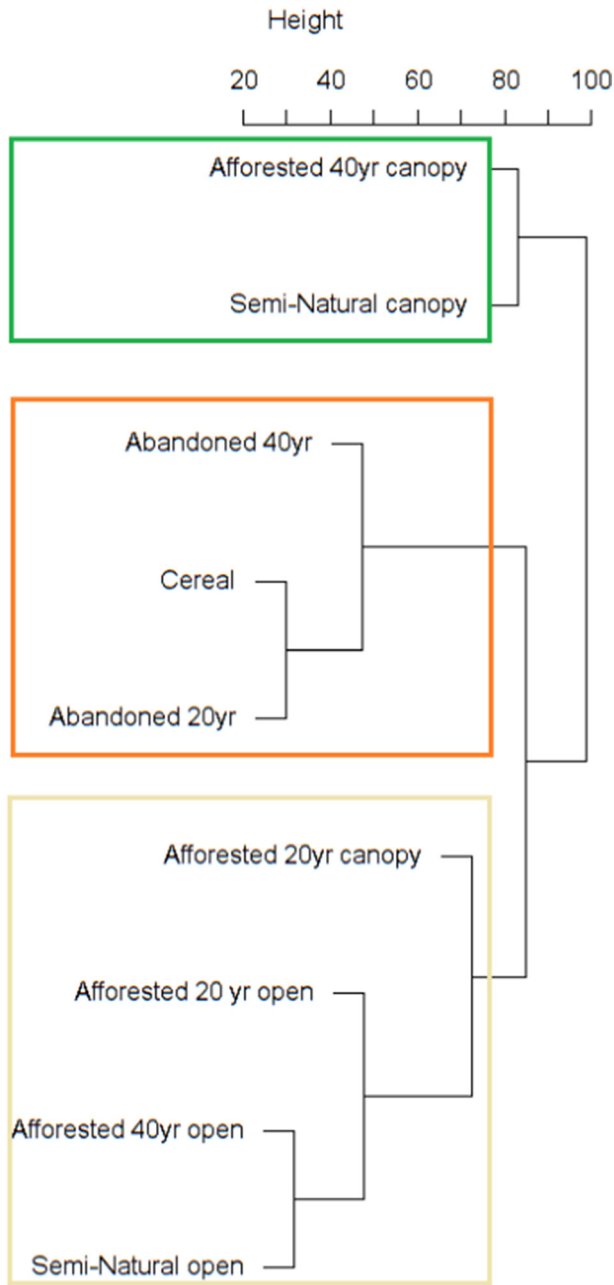 Height
20 40 60 80 100
Afforested 40yr canopy
Semi-Natural canopy
Abandoned 40yr
Cereal
Abandoned 20yr
Afforested 20yr canopy
Afforested 20 yr open
Afforested 40yr open
Semi-Natural open